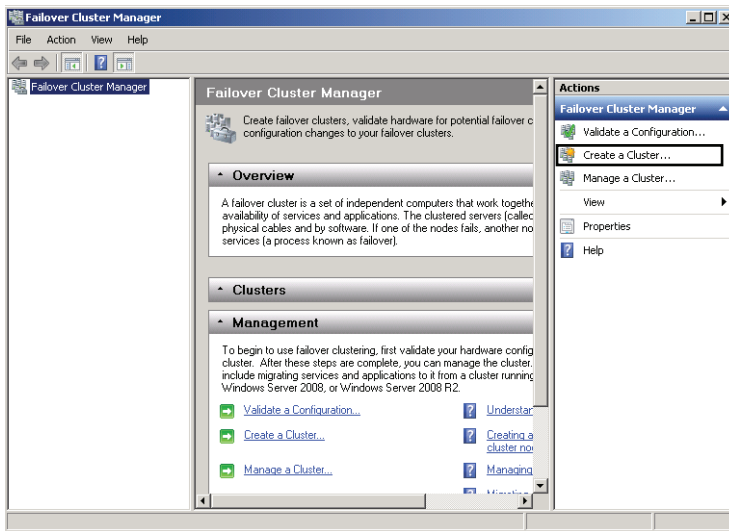 Failover Cluster Manager
File Action View Help
Failover Cluster Manager
Failover Cluster Manager
Create failover clusters, validate hardware for potential failover c
configuration changes to your failover clusters.
Overview
A failover cluster is a set of independent computers that work togethe
availability of services and applications. The clustered servers (called
physical cables and by software. If one of the nodes fails, another no
services (a process known as failover).
Clusters
Management
To begin to use failover clustering, first validate your hardware config
cluster. After these steps are complete, you can manage the cluster.
include migrating services and applications to it from a cluster running
Windows Server 2008, or Windows Server 2008 R2.
Validate a Configuration...
Understan
Create a Cluster...
Creating a
cluster no
Manage a Cluster...
Managing
Actions
Failover Cluster Manager
Validate a Configuration...
Create a Cluster...
Manage a Cluster...
View
Properties
Help